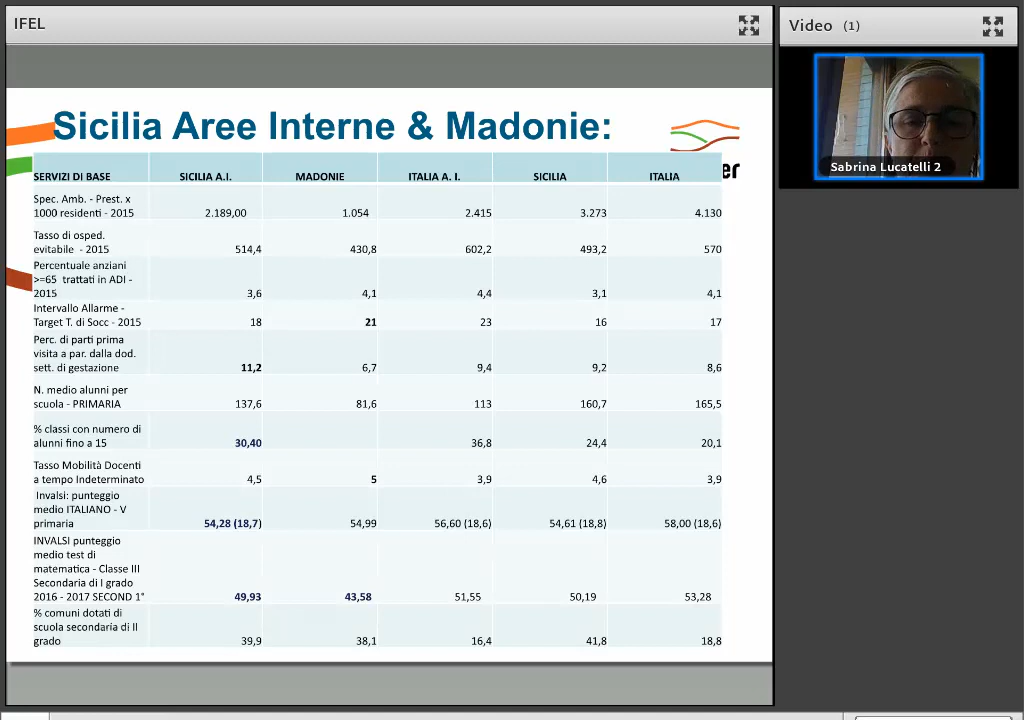 IFEL
Video (1)
Sabrina Lucatelli 2
Sicilia Aree Interne & Madonie:
er
SERVIZI DI BASE SICILIA A.I. MADONIE ITALIA A. I. SICILIA ITALIA
Spec. Amb. - Prest. x
1000 residenti - 2015 2.189,00 1.054 2.415 3.273 4.130
Tasso di osped.
evitabile - 2015 514,4 430,8 602,2 493,2 570
Percentuale anziani
>=65 trattati in ADI -
2015 3,6 4,1 4,4 3,1 4,1
Intervallo Allarme -
Target T. di Socc - 2015 18 21 23 16 17
Perc. di parti prima
visita a par. dalla dod.
sett. di gestazione 11,2 6,7 9,4 9,2 8,6
N. medio alunni per
scuola - PRIMARIA 137,6 81,6 113 160,7 165,5
% classi con numero di
alunni fino a 15 30,40 36,8 24,4 20,1
Tasso Mobilità Docenti
a tempo Indeterminato 4,5 5 3,9 4,6 3,9
Invalsi: punteggio
medio ITALIANO - V
primaria 54,28 (18,7) 54,99 56,60 (18,6) 54,61 (18,8) 58,00 (18,6)
INVALSI punteggio
medio test di
matematica - Classe III
Secondaria di I grado
2016 - 2017 SECOND 1° 49,93 43,58 51,55 50,19 53,28
% comuni dotati di
scuola secondaria di II
grado 39,9 38,1 16,4 41,8 18,8